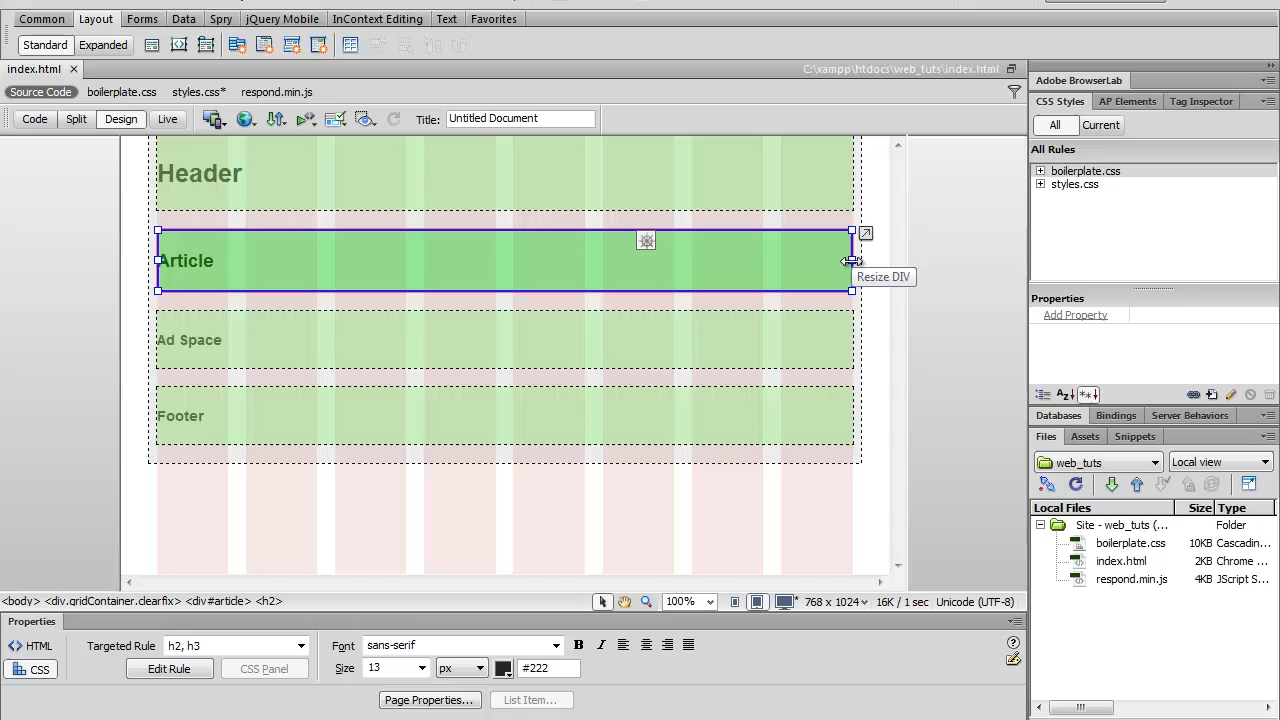 Common Layout Forms Data Spry jQuery Mobile InContext Editing Text Favorites
Standard Expanded
index.html C:\xampp\htdocs\web_tuts\index.html
Source Code boilerplate.css styles.css* respond.min.js
Code Split Design Live Title: Untitled Document
Header
Article
Resize DIV
Ad Space
Footer
<body> <div.gridContainer.clearfix> <div#article> <h2> 100% 768 x 1024 16K / 1 sec Unicode (UTF-8)
Properties
HTML Targeted Rule h2, h3 Font sans-serif B I
CSS Edit Rule CSS Panel Size 13 px #222
Page Properties... List Item...
Adobe BrowserLab
CSS Styles AP Elements Tag Inspector
All Current
All Rules
boilerplate.css
styles.css
Properties
Add Property
Databases Bindings Server Behaviors
Files Assets Snippets
web_tuts Local view
Local Files Size Type
Site - web_tuts (... Folder
boilerplate.css 10KB Cascadin...
index.html 2KB Chrome ...
respond.min.js 4KB JScript S...